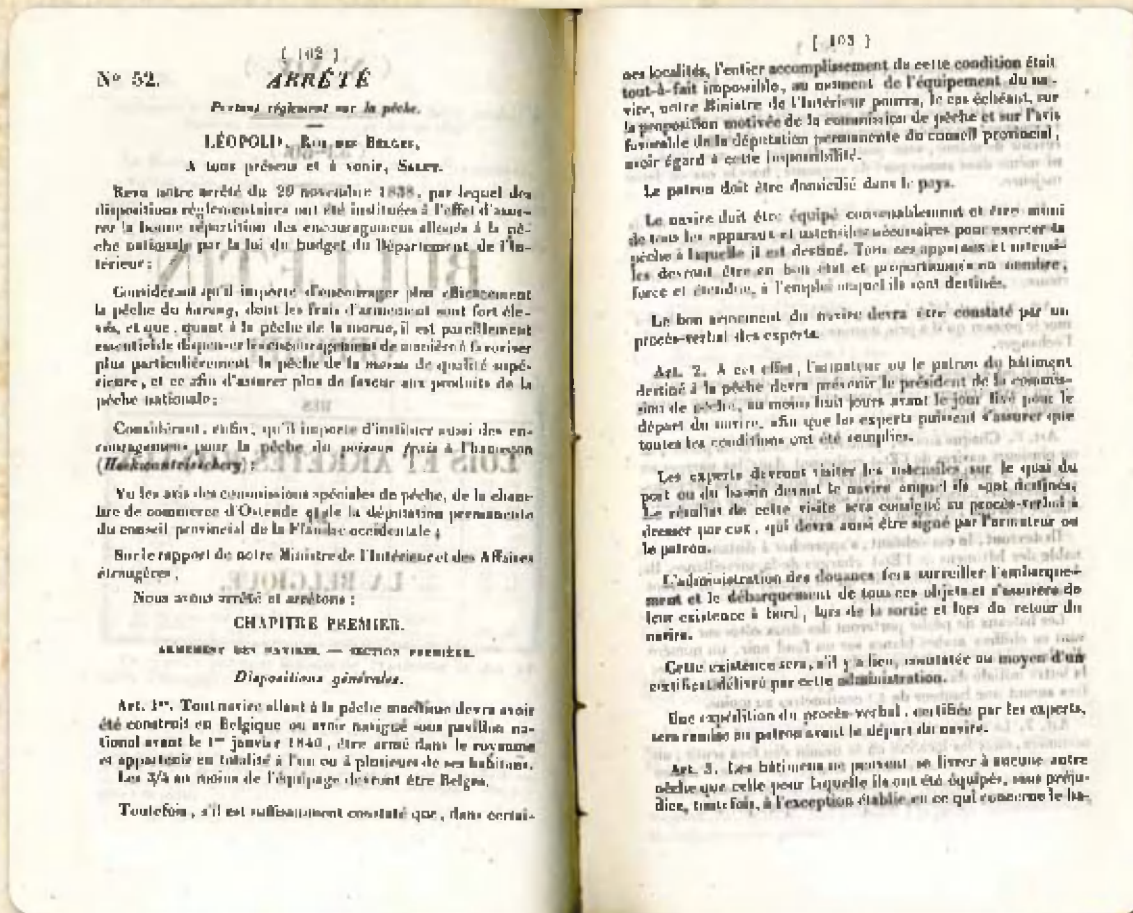 ( 102 )
N° 52. ARRÊTÉ
Portant réglement sur la pêche.
LÉOPOLD, ROI DES BELGES,
A tous présens et à venir, SALUT.
Revu notre arrêté du 29 novembre 1838, par lequel des
dispositions réglementaires ont été instituées à l'effet d'assu-
rer la bonne répartition des encouragemens alloués à la pê-
che nationale par la loi du budget du Département de l'In-
térieur;
Considérant qu'il importe d'encourager plus efficacement
la pêche du hareng, dont les frais d'armement sont fort éle-
vés, et que, quant à la pêche de la morue, il est pareillement
essentiel de dispenser les encouragemens de manière à favoriser
plus particulièrement la pêche de la morue de qualité supé-
rieure, et ce afin d'assurer plus de faveur aux produits de la
pêche nationale;
Considérant, enfin, qu'il importe d'instituer aussi des en-
couragemens pour la pêche du poisson frais à l'hameçon
Vu les avis des commissions spéciales de pêche, de la cham-
bre de commerce d'Ostende et de la députation permanente
du conseil provincial de la Flandre occidentale;
Sur le rapport de notre Ministre de l'Intérieur et des Affaires
étrangères,
Nous avons arrêté et arrêtons:
CHAPITRE PREMIER.
ARMEMENT DES NAVIRES. — SECTION PREMIÈRE.
Dispositions générales.
Art. 1er. Tout navire allant à la pêche maritime devra avoir
été construit en Belgique ou avoir navigué sous pavillon na-
tional avant le 1er janvier 1840, être armé dans le royaume
et appartenir en totalité à l'un ou à plusieurs de ses habitans.
Les 3/4 au moins de l'équipage devront être Belges.
Toutefois, s'il est suffisamment constaté que, dans certai-
( 103 )
nes localités, l'entier accomplissement de cette condition était
tout-à-fait impossible, au moment de l'équipement du na-
vire, notre Ministre de l'Intérieur pourra, le cas échéant, sur
la proposition motivée de la commission de pêche et sur l'avis
favorable de la députation permanente du conseil provincial,
avoir égard à cette impossibilité.
Le patron doit être domicilié dans le pays.
Le navire doit être équipé convenablement et être muni
de tous les apparaux et ustensiles nécessaires pour exercer la
pêche à laquelle il est destiné. Tous ces apparaux et ustensi-
les devront être en bon état et proportionnés en nombre,
force et étendue, à l'emploi auquel ils sont destinés.
Le bon armement du navire devra être constaté par un
procès-verbal des experts.
Art. 2. A cet effet, l'armateur ou le patron du bâtiment
destiné à la pêche devra prévenir le président de la commis-
sion de pêche, au moins huit jours avant le jour fixé pour le
départ du navire, afin que les experts puissent s'assurer que
toutes les conditions ont été remplies.
Les experts devront visiter les ustensiles sur le quai du
port ou du bassin devant le navire auquel ils sont destinés.
Le résultat de cette visite sera consigné au procès-verbal à
dresser par eux, qui devra aussi être signé par l'armateur ou
le patron.
L'administration des douanes fera surveiller l'embarque-
ment et le débarquement de tous ces objets et s'assurera de
leur existence à bord, lors de la sortie et lors du retour du
navire.
Cette existence sera, s'il y a lieu, constatée au moyen d'un
certificat délivré par cette administration.
Une expédition du procès-verbal, certifiée par les experts,
sera remise au patron avant le départ du navire.
Art. 3. Les bâtimens ne peuvent se livrer à aucune autre
pêche que celle pour laquelle ils ont été équipés, sans préju-
dice, toutefois, à l'exception établie en ce qui concerne le ha-